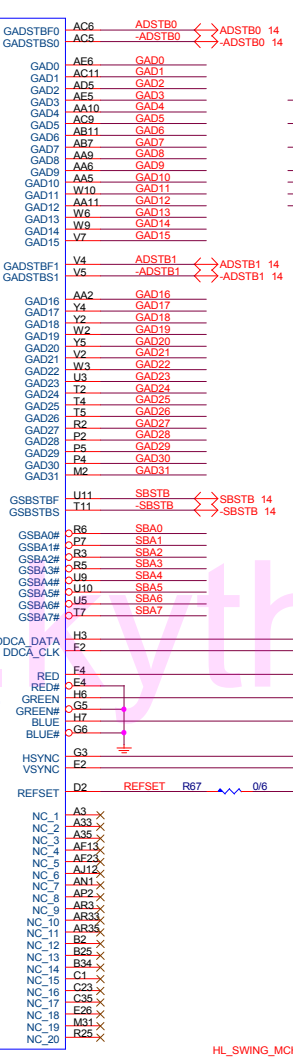 GADSTBF0 AC6 ADSTB0 ADSTB0 14
GADSTBS0 AC5 -ADSTB0 -ADSTB0 14
GAD0 AE6 GAD0
GAD1 AC11 GAD1
GAD2 AD5 GAD2
GAD3 AE5 GAD3
GAD4 AA10 GAD4
GAD5 AC9 GAD5
GAD6 AB11 GAD6
GAD7 AB7 GAD7
GAD8 AA9 GAD8
GAD9 AA6 GAD9
GAD10 AA5 GAD10
GAD11 W10 GAD11
GAD12 AA11 GAD12
GAD13 W6 GAD13
GAD14 W9 GAD14
GAD15 V7 GAD15
GADSTBF1 V4 ADSTB1 ADSTB1 14
GADSTBS1 V5 -ADSTB1 -ADSTB1 14
GAD16 AA2 GAD16
GAD17 Y4 GAD17
GAD18 Y2 GAD18
GAD19 W2 GAD19
GAD20 Y5 GAD20
GAD21 V2 GAD21
GAD22 W3 GAD22
GAD23 U3 GAD23
GAD24 T2 GAD24
GAD25 T4 GAD25
GAD26 T5 GAD26
GAD27 R2 GAD27
GAD28 P2 GAD28
GAD29 P5 GAD29
GAD30 P4 GAD30
GAD31 M2 GAD31
GSBSTBF U11 SBSTB SBSTB 14
GSBSTBS T11 -SBSTB -SBSTB 14
GSBA0# R6 SBA0
GSBA1# P7 SBA1
GSBA2# R3 SBA2
GSBA3# R5 SBA3
GSBA4# U9 SBA4
GSBA5# U10 SBA5
GSBA6# U5 SBA6
GSBA7# T7 SBA7
kyth
DDCA_DATA H3
DDCA_CLK F2
RED F4
RED# E4
GREEN H6
GREEN# G5
BLUE H7
BLUE# G6
HSYNC G3
VSYNC E2
REFSET D2 REFSET R67 0/6
NC_1 A3
NC_2 A33
NC_3 A35
NC_4 AF13
NC_5 AF23
NC_6 AJ12
NC_7 AN1
NC_8 AP2
NC_9 AR3
NC_10 AR33
NC_11 AR35
NC_12 B2
NC_13 B25
NC_14 B34
NC_15 C1
NC_16 C23
NC_17 C35
NC_18 E26
NC_19 M31
NC_20 R25
HL_SWING_MCH